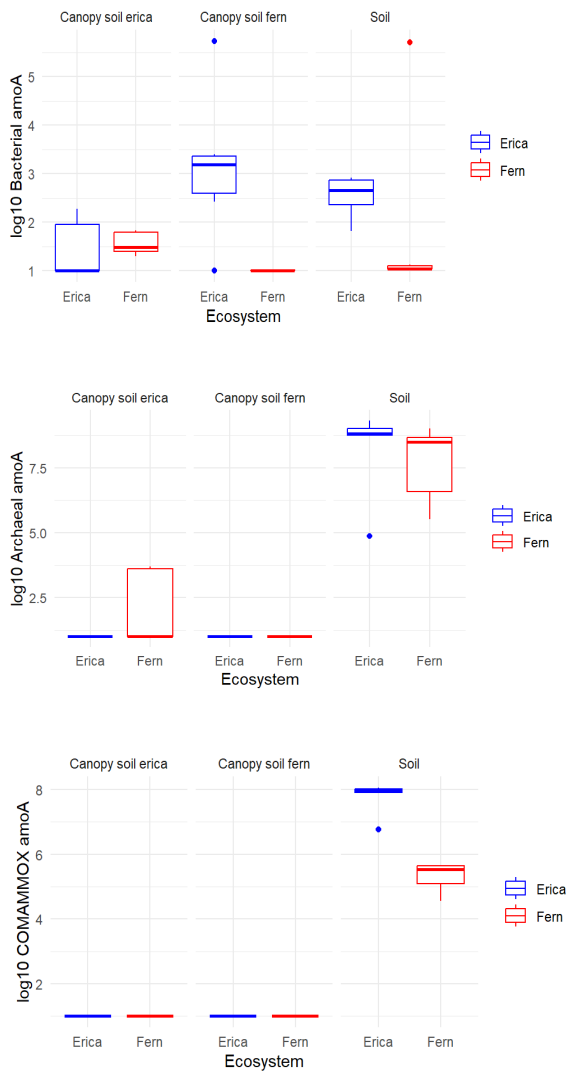 Canopy soil erica Canopy soil fern Soil
log10 Bacterial amoA
5
4
3
2
1
Erica Fern Erica Fern Erica Fern
Ecosystem
Erica
Fern
Canopy soil erica Canopy soil fern Soil
log10 Archaeal amoA
7.5
5.0
2.5
Erica Fern Erica Fern Erica Fern
Ecosystem
Erica
Fern
Canopy soil erica Canopy soil fern Soil
log10 COMAMMOX amoA
8
6
4
2
Erica Fern Erica Fern Erica Fern
Ecosystem
Erica
Fern